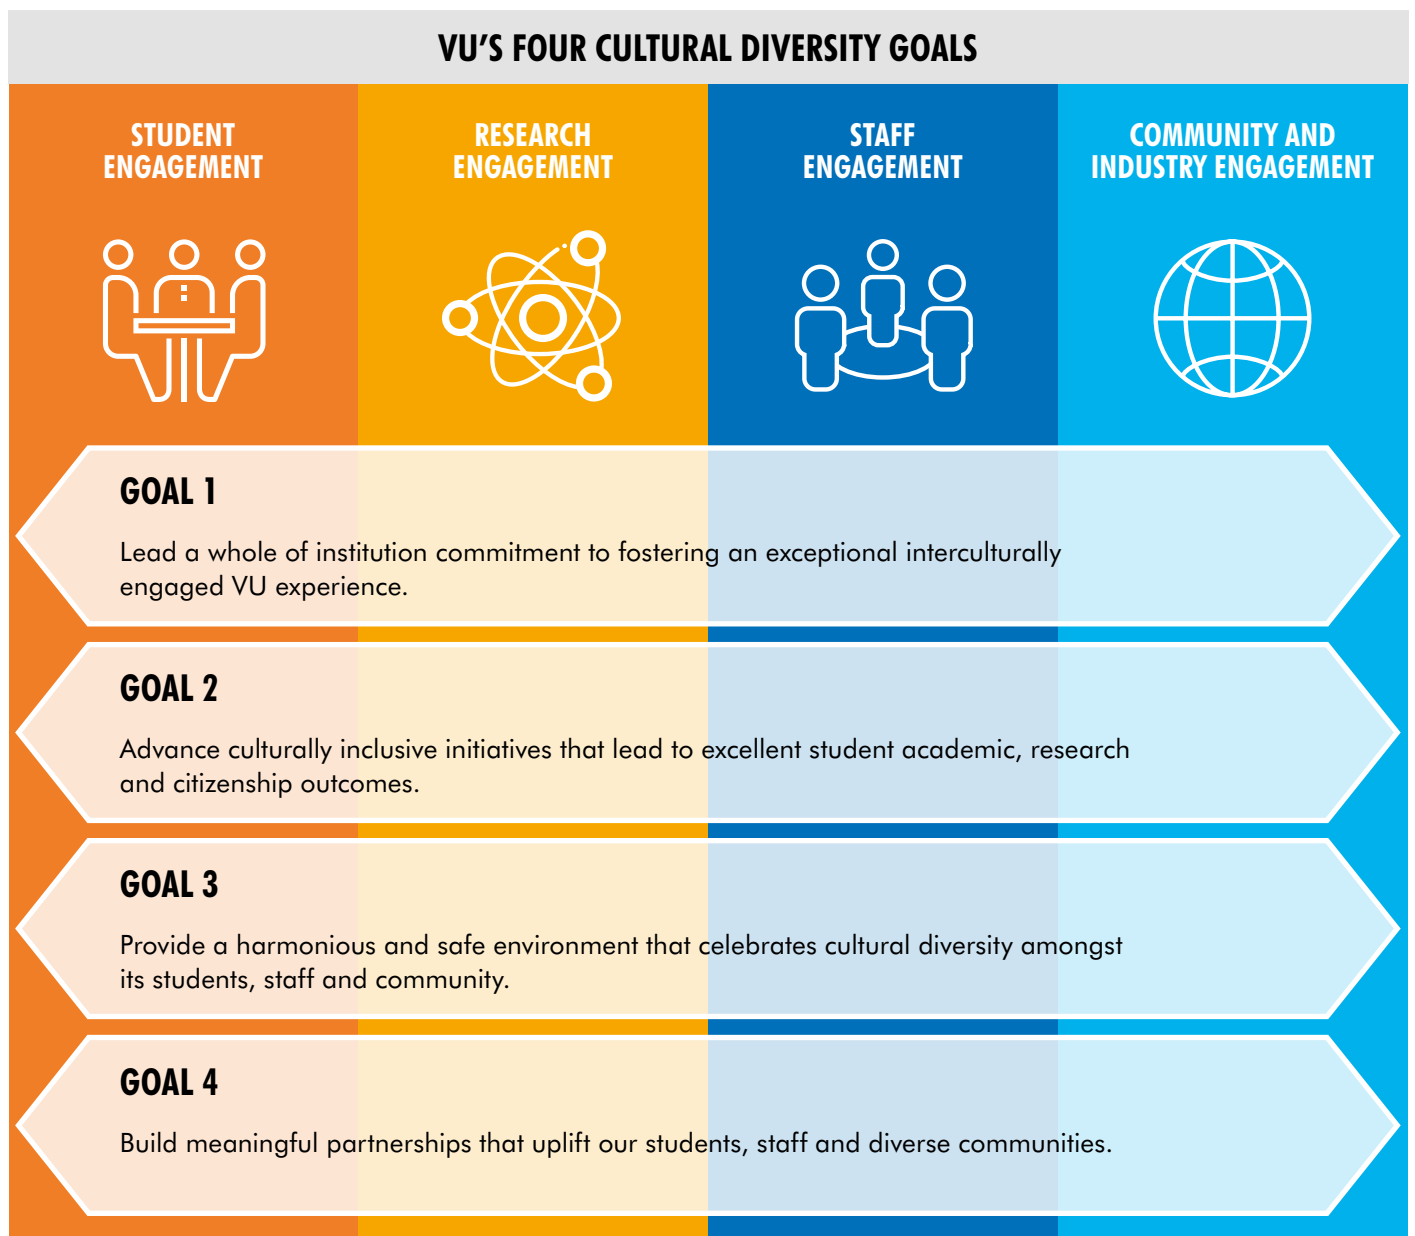 VU'S FOUR CULTURAL DIVERSITY GOALS
STUDENT
ENGAGEMENT
RESEARCH
ENGAGEMENT
STAFF
ENGAGEMENT
COMMUNITY AND
INDUSTRY ENGAGEMENT
GOAL 1
Lead a whole of institution commitment to fostering an exceptional interculturally
engaged VU experience.
GOAL 2
Advance culturally inclusive initiatives that lead to excellent student academic, research
and citizenship outcomes.
GOAL 3
Provide a harmonious and safe environment that celebrates cultural diversity amongst
its students, staff and community.
GOAL 4
Build meaningful partnerships that uplift our students, staff and diverse communities.